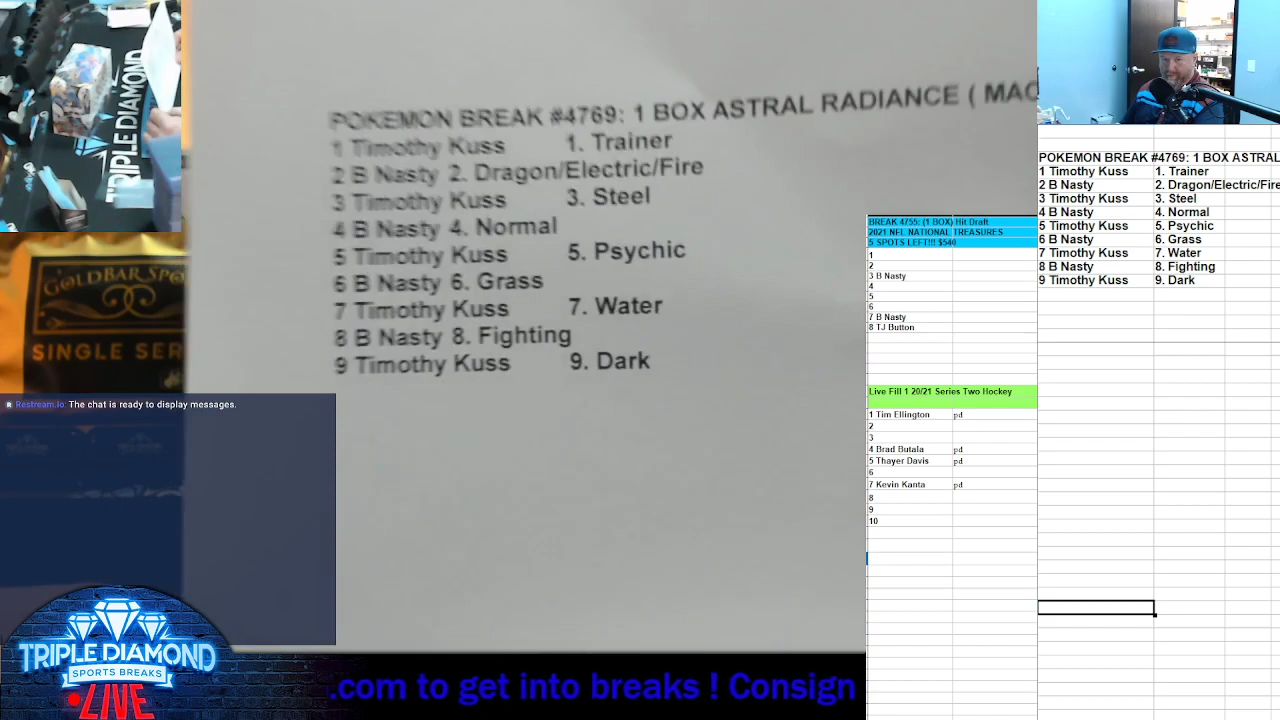 TRIPLE DIAMOND
POKEMON BREAK #4769: 1 BOX ASTRAL RADIANCE ( MAC
1 Timothy Kuss 1. Trainer
2 B Nasty 2. Dragon/Electric/Fire
3 Timothy Kuss 3. Steel
4 B Nasty 4. Normal
5 Timothy Kuss 5. Psychic
6 B Nasty 6. Grass
7 Timothy Kuss 7. Water
8 B Nasty 8. Fighting
9 Timothy Kuss 9. Dark
GOLDBAR SPO
SINGLE SER
Restream.io The chat is ready to display messages.
TRIPLE DIAMOND
SPORTS BREAKS
LIVE
.com to get into breaks ! Consign
BREAK 4755: (1 BOX) Hit Draft
2021 NFL NATIONAL TREASURES
5 SPOTS LEFT!!! $540
1
2
3 B Nasty
4
5
6
7 B Nasty
8 TJ Button
Live Fill 1 20/21 Series Two Hockey
1 Tim Ellington pd
2
3
4 Brad Butala pd
5 Thayer Davis pd
6
7 Kevin Kanta pd
8
9
10
POKEMON BREAK #4769: 1 BOX ASTRAL
1 Timothy Kuss 1. Trainer
2 B Nasty 2. Dragon/Electric/Fire
3 Timothy Kuss 3. Steel
4 B Nasty 4. Normal
5 Timothy Kuss 5. Psychic
6 B Nasty 6. Grass
7 Timothy Kuss 7. Water
8 B Nasty 8. Fighting
9 Timothy Kuss 9. Dark